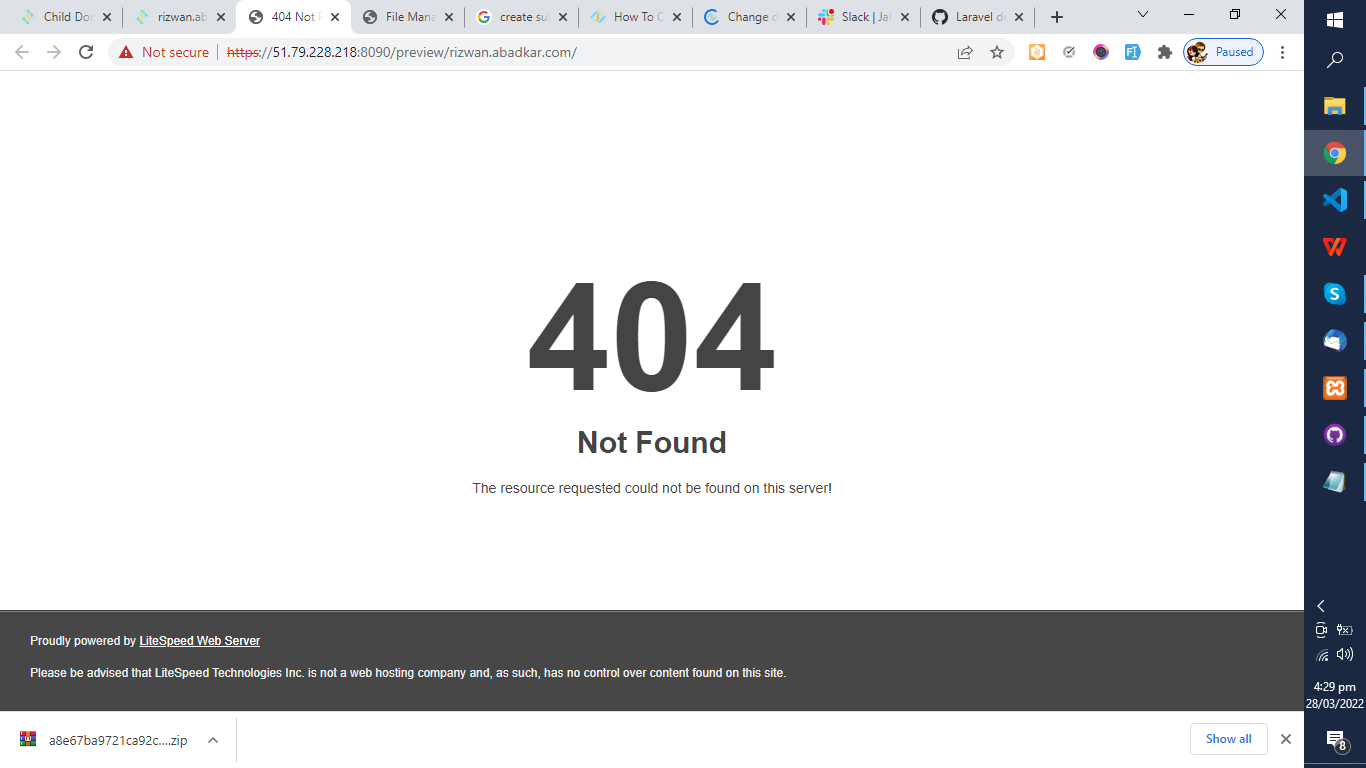 Child Dor
rizwan.ab
404 Not F
File Mana
create sub
How To C
Change d
Slack | Jal
Laravel de
Not secure
https://51.79.228.218:8090/preview/rizwan.abadkar.com/
Paused
404
Not Found
The resource requested could not be found on this server!
Proudly powered by LiteSpeed Web Server
Please be advised that LiteSpeed Technologies Inc. is not a web hosting company and, as such, has no control over content found on this site.
a8e67ba9721ca92c....zip
Show all
4:29 pm
28/03/2022
8